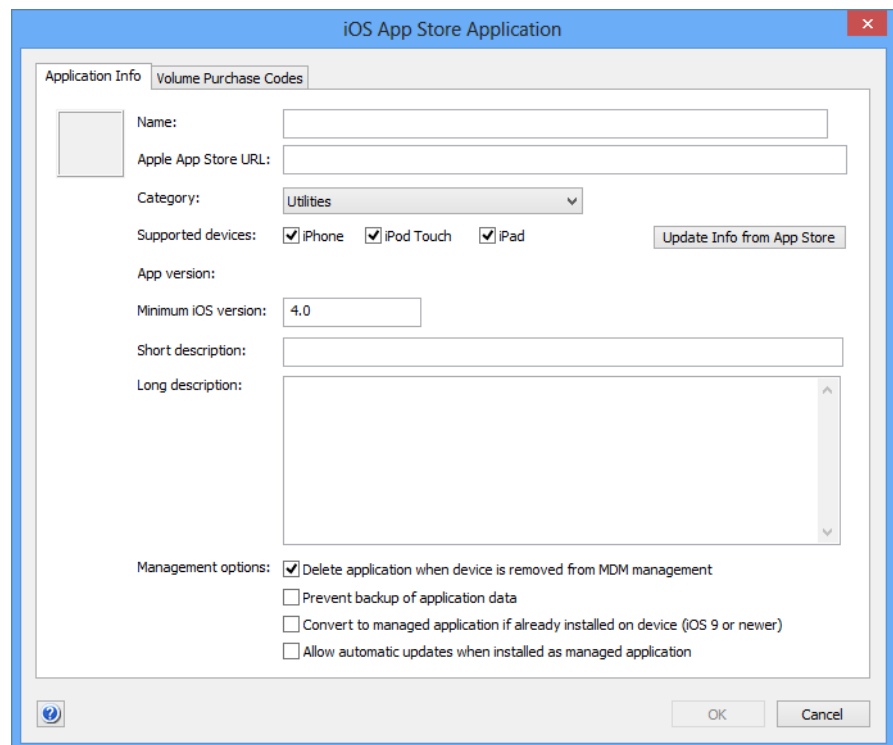 iOS App Store Application
Application Info
Volume Purchase Codes
Name:
Apple App Store URL:
Category:
Utilities
Supported devices:
iPhone
iPod Touch
iPad
Update Info from App Store
App version:
Minimum iOS version:
4.0
Short description:
Long description:
Management options:
Delete application when device is removed from MDM management
Prevent backup of application data
Convert to managed application if already installed on device (iOS 9 or newer)
Allow automatic updates when installed as managed application
?
OK
Cancel